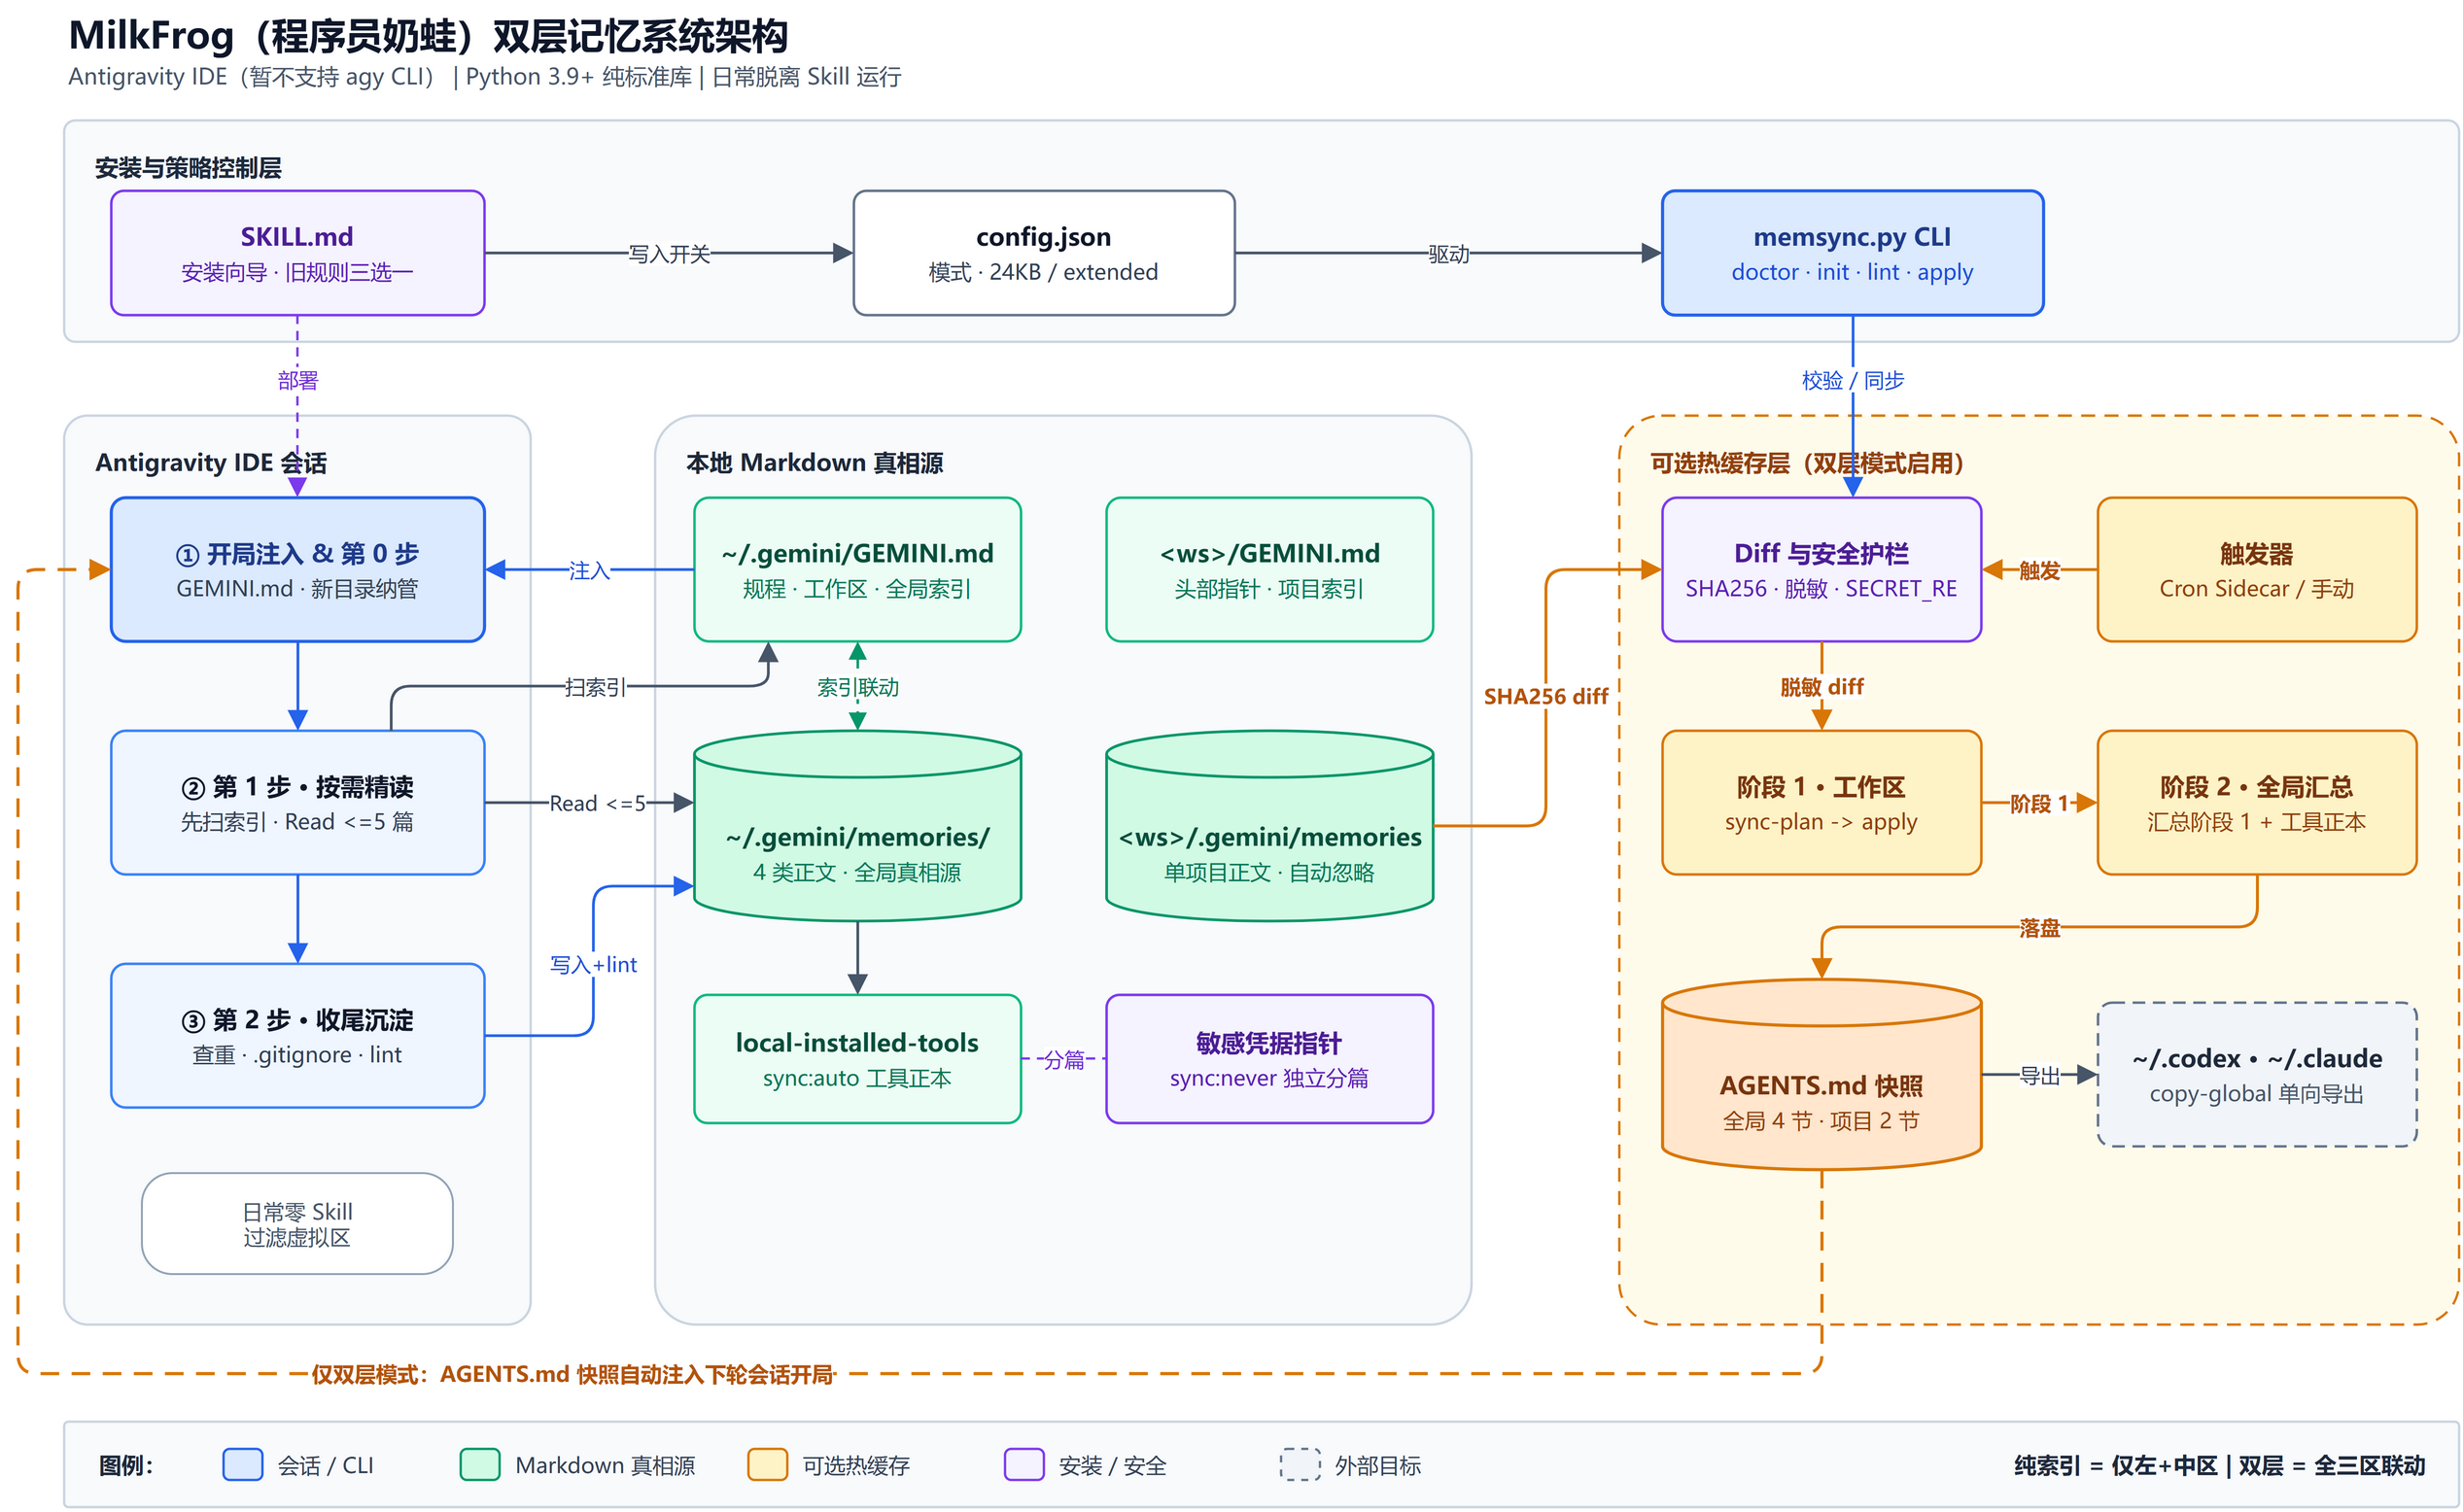 MilkFrog（程序员奶蛙）双层记忆系统架构
Antigravity IDE（暂不支持 agy CLI） | Python 3.9+ 纯标准库 | 日常脱离 Skill 运行
安装与策略控制层
SKILL.md
安装向导 · 旧规则三选一
写入开关
config.json
模式 · 24KB / extended
驱动
memsync.py CLI
doctor · init · lint · apply
部署
校验 / 同步
Antigravity IDE 会话
① 开局注入 & 第 0 步
GEMINI.md · 新目录纳管
② 第 1 步 • 按需精读
先扫索引 · Read <=5 篇
③ 第 2 步 • 收尾沉淀
查重 · .gitignore · lint
日常零 Skill
过滤虚拟区
注入
扫索引
Read <=5
写入+lint
本地 Markdown 真相源
~/.gemini/GEMINI.md
规程 · 工作区 · 全局索引
<ws>/GEMINI.md
头部指针 · 项目索引
索引联动
~/.gemini/memories/
4 类正文 · 全局真相源
<ws>/.gemini/memories
单项目正文 · 自动忽略
local-installed-tools
sync:auto 工具正本
分篇
敏感凭据指针
sync:never 独立分篇
SHA256 diff
可选热缓存层（双层模式启用）
Diff 与安全护栏
SHA256 · 脱敏 · SECRET_RE
触发
触发器
Cron Sidecar / 手动
脱敏 diff
阶段 1 • 工作区
sync-plan -> apply
阶段 1
阶段 2 • 全局汇总
汇总阶段 1 + 工具正本
落盘
AGENTS.md 快照
全局 4 节 · 项目 2 节
导出
~/.codex • ~/.claude
copy-global 单向导出
仅双层模式：AGENTS.md 快照自动注入下轮会话开局
图例：
会话 / CLI
Markdown 真相源
可选热缓存
安装 / 安全
外部目标
纯索引 = 仅左+中区 | 双层 = 全三区联动